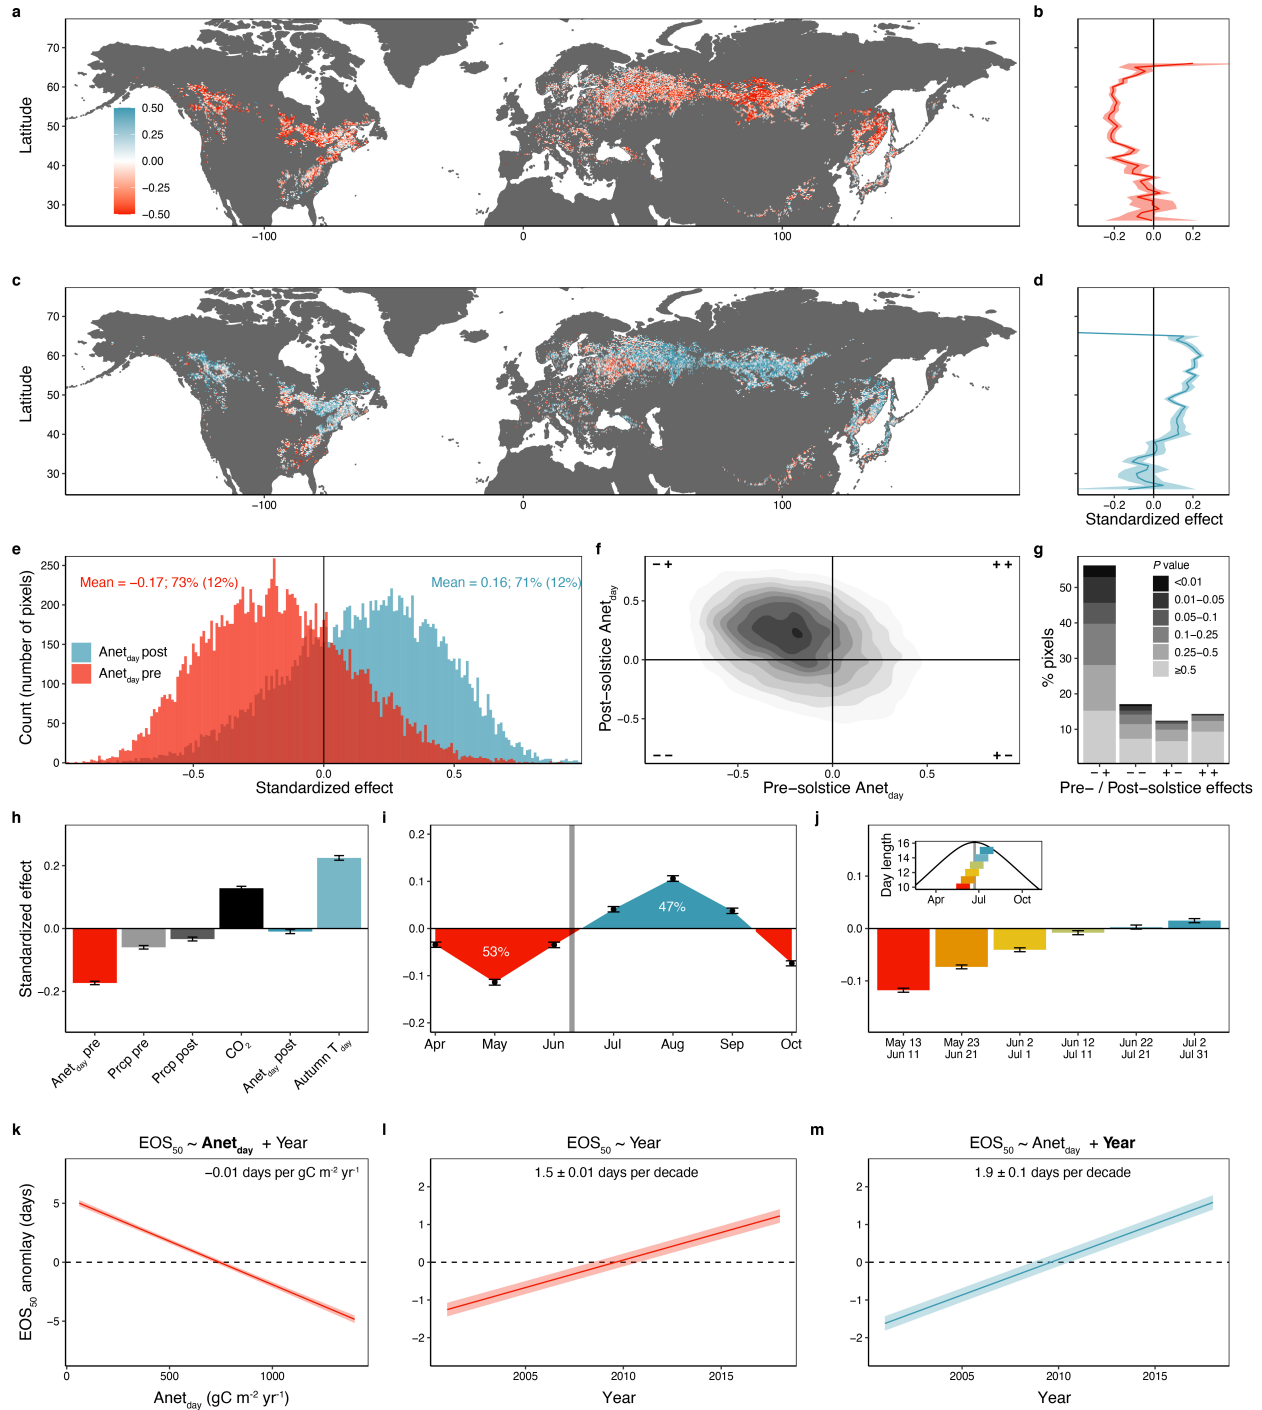 a
b
Latitude
70
60
50
40
30
0.50
0.25
0.00
−0.25
−0.50
−100
0
100
−0.2
0.0
0.2
c
d
Latitude
70
60
50
40
30
−100
0
100
−0.2
0.0
0.2
Standardized effect
e
Count (number of pixels)
250
200
150
100
50
0
Mean = −0.17; 73% (12%)
Mean = 0.16; 71% (12%)
Anetday post
Anetday pre
−0.5
0.0
0.5
Standardized effect
f
Post−solstice Anetday
− +
+ +
− −
+ −
0.5
0.0
−0.5
−0.5
0.0
0.5
Pre−solstice Anetday
g
% pixels
50
40
30
20
10
P value
<0.01
0.01−0.05
0.05−0.1
0.1−0.25
0.25−0.5
≥0.5
− +
− −
+ −
+ +
Pre− / Post−solstice effects
h
Standardized effect
0.2
0.0
−0.2
Anetday pre
Prcp pre
Prcp post
CO2
Anetday post
Autumn Tday
i
0.2
0.1
0.0
−0.1
−0.2
53%
47%
Apr
May
Jun
Jul
Aug
Sep
Oct
j
0.1
0.0
−0.1
Day length
16
14
12
10
Apr
Jul
Oct
May 13
Jun 11
May 23
Jun 21
Jun 2
Jul 1
Jun 12
Jul 11
Jun 22
Jul 21
Jul 2
Jul 31
k
EOS50 ~ Anetday + Year
−0.01 days per gC m-2 yr-1
EOS50 anomlay (days)
5
0
−5
0
500
1000
Anetday (gC m-2 yr-1)
l
EOS50 ~ Year
1.5 ± 0.01 days per decade
2
1
0
−1
−2
2005
2010
2015
Year
m
EOS50 ~ Anetday + Year
1.9 ± 0.1 days per decade
2
1
0
−1
−2
2005
2010
2015
Year